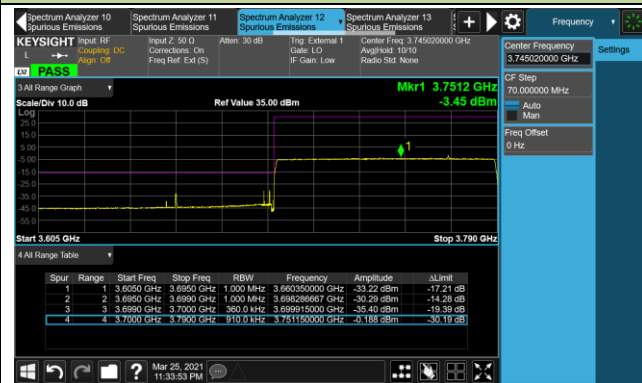 Spectrum Analyzer 10
Spurious Emissions
Spectrum Analyzer 11
Spurious Emissions
Spectrum Analyzer 12
Spurious Emissions
Spectrum Analyzer 13
Spurious Emissions
Frequency
KEYSIGHT
L
LXI
PASS
Input: RF
Coupling: DC
Align: Off
Input Z: 50 Ω
Corrections: On
Freq Ref: Ext (S)
Atten: 30 dB
Trig: External 1
Gate: LO
IF Gain: Low
Center Freq: 3.745020000 GHz
Avg|Hold: 10/10
Radio Std: None
Center Frequency
3.745020000 GHz
Settings
CF Step
70.000000 MHz
Auto
Man
Freq Offset
0 Hz
3 All Range Graph
Mkr1 3.7512 GHz
Scale/Div 10.0 dB
Ref Value 35.00 dBm
-3.45 dBm
Log
25.0
15.0
5.00
-5.00
-15.0
-25.0
-35.0
-45.0
-55.0
1
Start 3.605 GHz
Stop 3.790 GHz
4 All Range Table
Spur Range Start Freq Stop Freq RBW Frequency Amplitude ΔLimit
1 1 3.6050 GHz 3.6950 GHz 1.000 MHz 3.660350000 GHz -33.22 dBm -17.21 dB
2 2 3.6950 GHz 3.6990 GHz 1.000 MHz 3.698286667 GHz -30.29 dBm -14.28 dB
3 3 3.6990 GHz 3.7000 GHz 360.0 kHz 3.699915000 GHz -35.40 dBm -19.39 dB
4 4 3.7000 GHz 3.7900 GHz 910.0 kHz 3.751150000 GHz -0.188 dBm -30.19 dB
?
Mar 25, 2021
11:33:53 PM